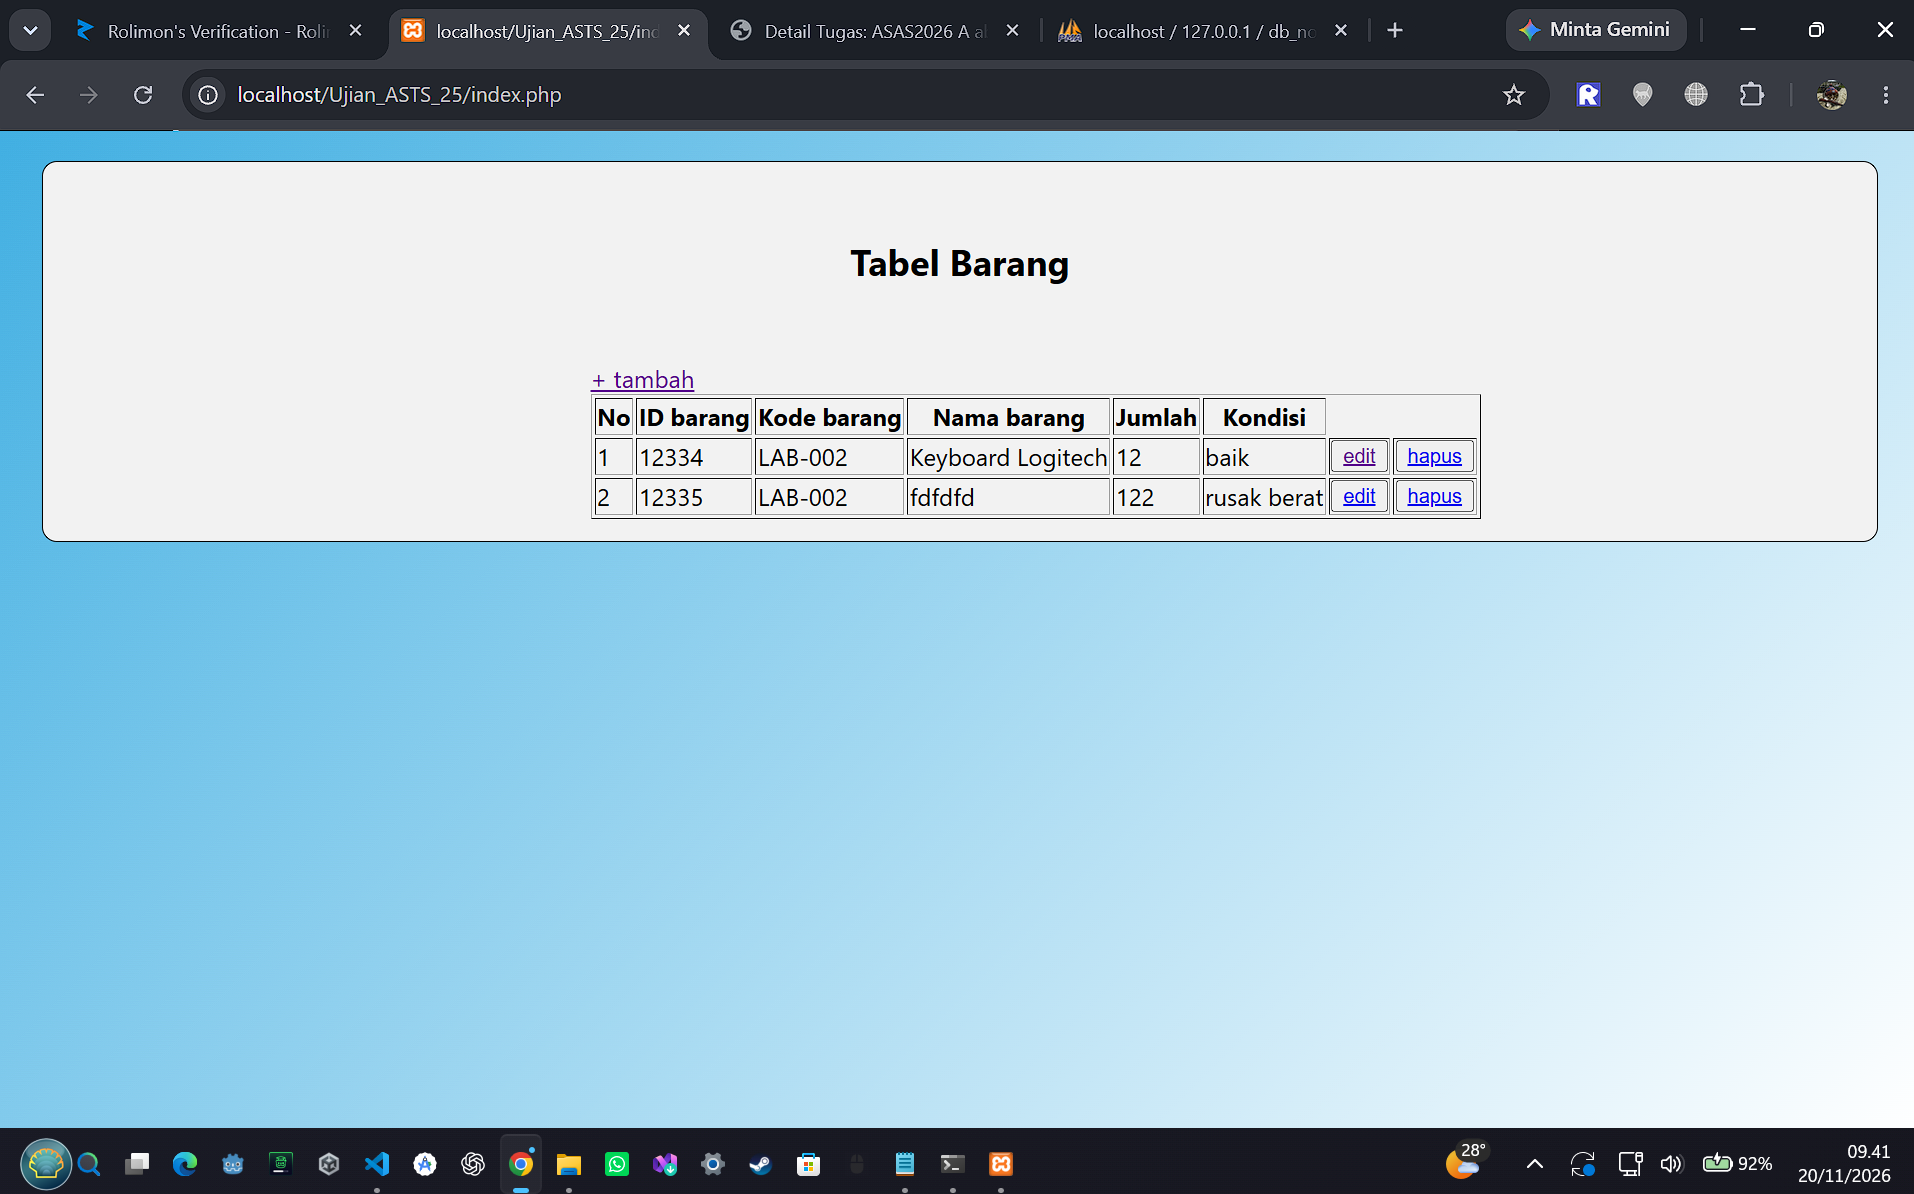 Rolimon's Verification - Rolin
localhost/Ujian_ASTS_25/ind
Detail Tugas: ASAS2026 A al
localhost / 127.0.0.1 / db_no
Minta Gemini
localhost/Ujian_ASTS_25/index.php
Tabel Barang
+ tambah
No ID barang Kode barang Nama barang Jumlah Kondisi
1 12334 LAB-002 Keyboard Logitech 12 baik edit hapus
2 12335 LAB-002 fdfdfd 122 rusak berat edit hapus
28°
92%
09.41
20/11/2026